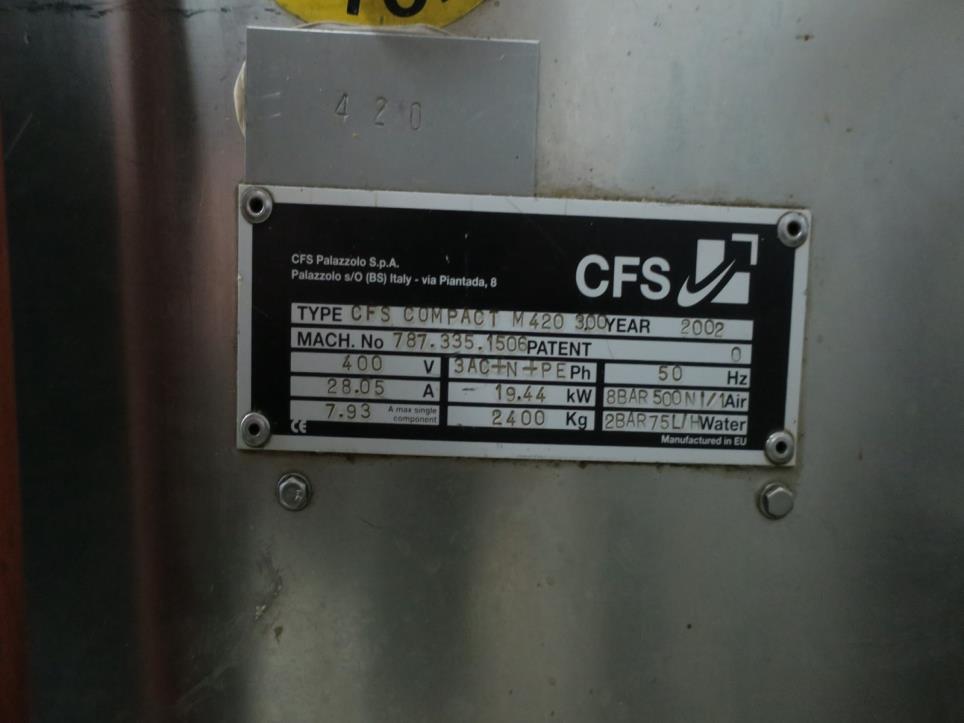 420
CFS Palazzolo S.p.A.
Palazzolo s/O (BS) Italy - via Piantada, 8
CFS
TYPE CFS COMPACT M420 300 YEAR 2002
MACH. No 787.335.1506 PATENT 0
400 V 3AC+N+PE Ph 50 Hz
28.05 A 19.44 kW 8BAR 500 N1/1 Air
7.93 A max single component 2400 Kg 2BAR 75L/H Water
CE Manufactured in EU